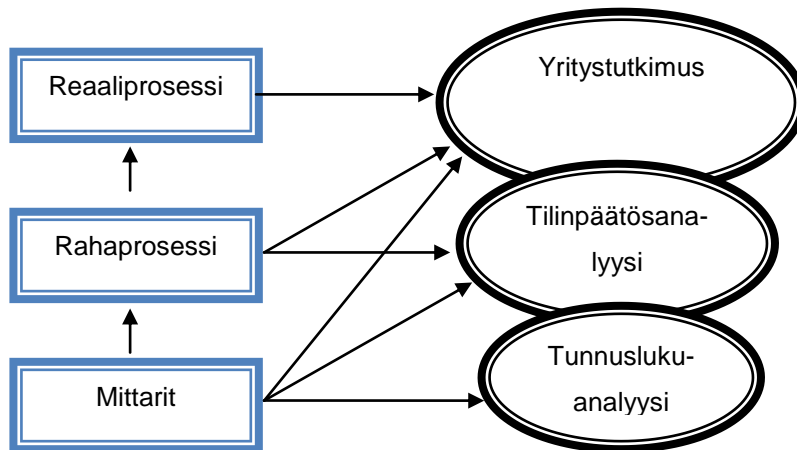 Reaaliprosessi
Yritystutkimus
Rahaprosessi
Tilinpäätösana-
lyysi
Mittarit
Tunnusluku-
analyysi